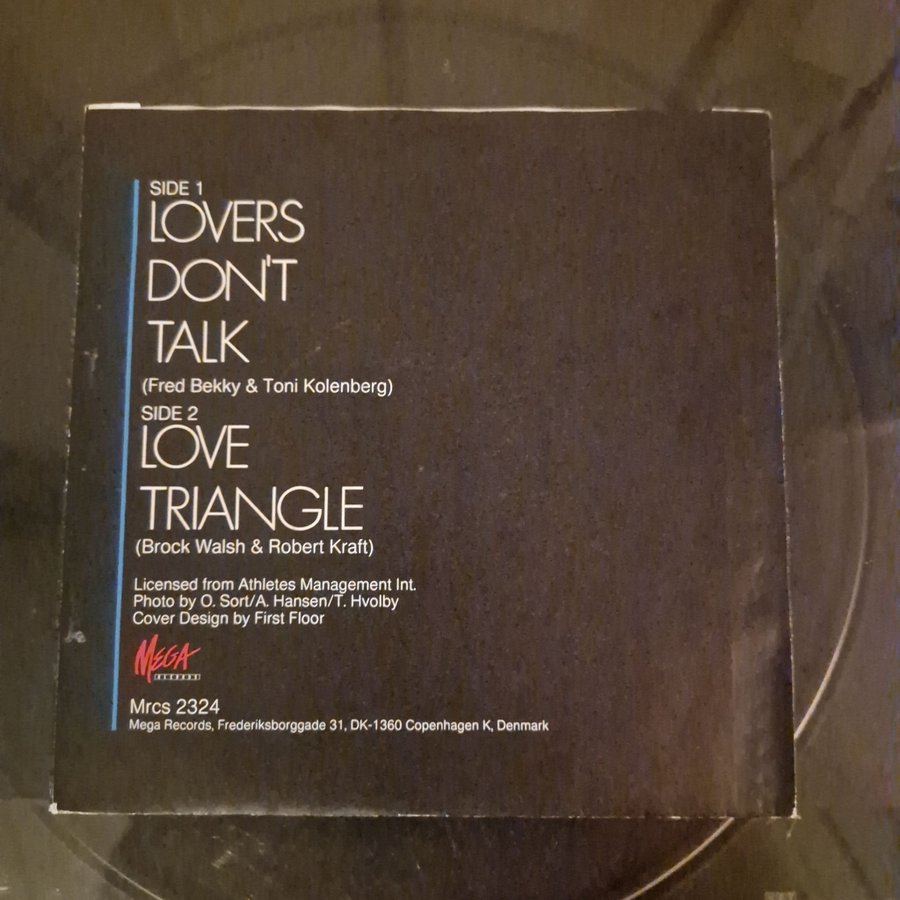 SIDE 1
LOVERS
DON'T
TALK
(Fred Bekky & Toni Kolenberg)
SIDE 2
LOVE
TRIANGLE
(Brock Walsh & Robert Kraft)
Licensed from Athletes Management Int.
Photo by O. Sort/A. Hansen/T. Hvolby
Cover Design by First Floor
MEGA
RECORDS
Mrcs 2324
Mega Records, Frederiksborggade 31, DK-1360 Copenhagen K, Denmark